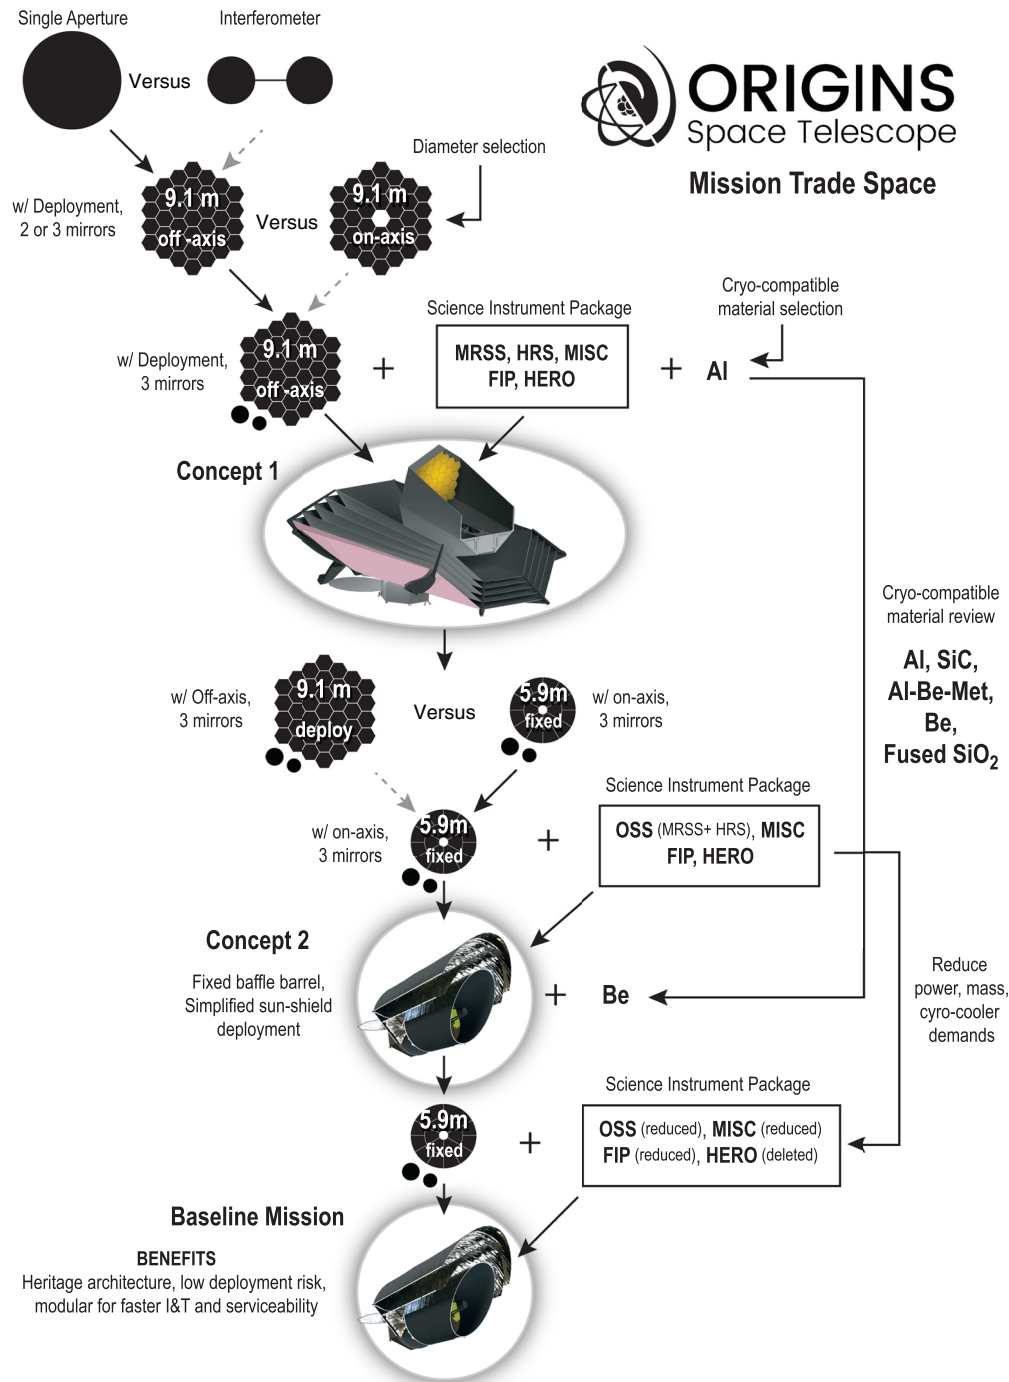 Single Aperture
Interferometer
Versus
ORIGINS
Space Telescope
Mission Trade Space
Diameter selection
w/ Deployment,
2 or 3 mirrors
9.1 m
off -axis
Versus
9.1 m
on-axis
Cryo-compatible
material selection
w/ Deployment,
3 mirrors
9.1 m
off -axis
+
Science Instrument Package
MRSS, HRS, MISC
FIP, HERO
+
Al
Concept 1
Cryo-compatible
material review
Al, SiC,
Al-Be-Met,
Be,
Fused SiO₂
w/ Off-axis,
3 mirrors
9.1 m
deploy
Versus
5.9m
fixed
w/ on-axis,
3 mirrors
w/ on-axis,
3 mirrors
5.9m
fixed
+
Science Instrument Package
OSS (MRSS+ HRS), MISC
FIP, HERO
Concept 2
Fixed baffle barrel,
Simplified sun-shield
deployment
+
Be
Reduce
power, mass,
cyro-cooler
demands
5.9m
fixed
+
Science Instrument Package
OSS (reduced), MISC (reduced)
FIP (reduced), HERO (deleted)
Baseline Mission
BENEFITS
Heritage architecture, low deployment risk,
modular for faster I&T and serviceability